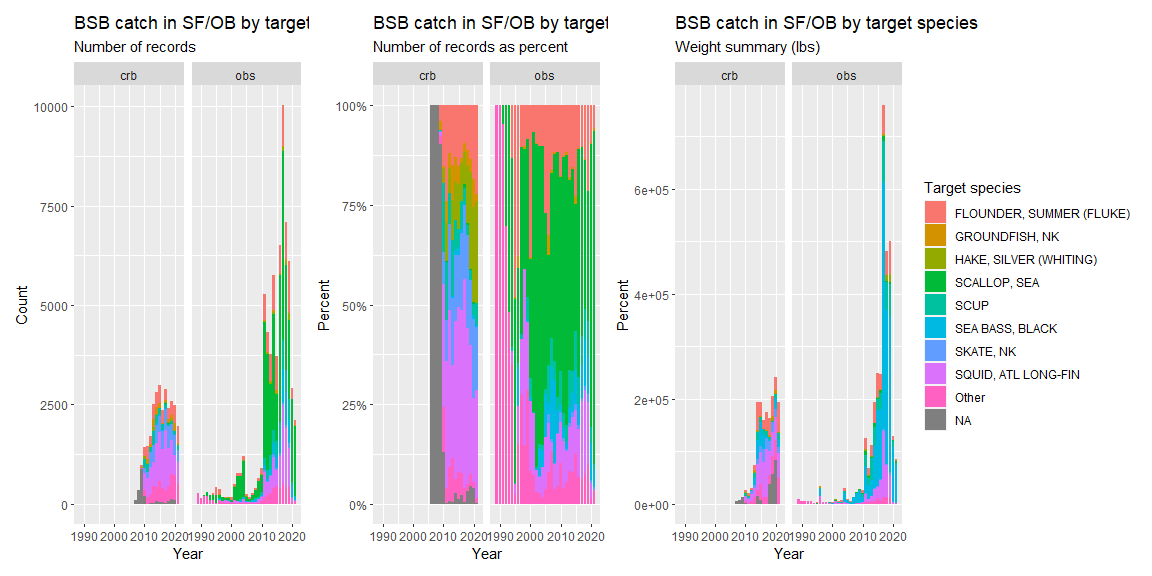 BSB catch in SF/OB by target
Number of records
crb obs
10000
7500
5000
2500
0
Count
1990 2000 2010 2020 1990 2000 2010 2020
Year
BSB catch in SF/OB by target
Number of records as percent
crb obs
100%
75%
50%
25%
0%
Percent
1990 2000 2010 2020 1990 2000 2010 2020
Year
BSB catch in SF/OB by target species
Weight summary (lbs)
crb obs
6e+05
4e+05
2e+05
0e+00
Percent
1990 2000 2010 2020 1990 2000 2010 2020
Year
Target species
FLOUNDER, SUMMER (FLUKE)
GROUNDFISH, NK
HAKE, SILVER (WHITING)
SCALLOP, SEA
SCUP
SEA BASS, BLACK
SKATE, NK
SQUID, ATL LONG-FIN
Other
NA